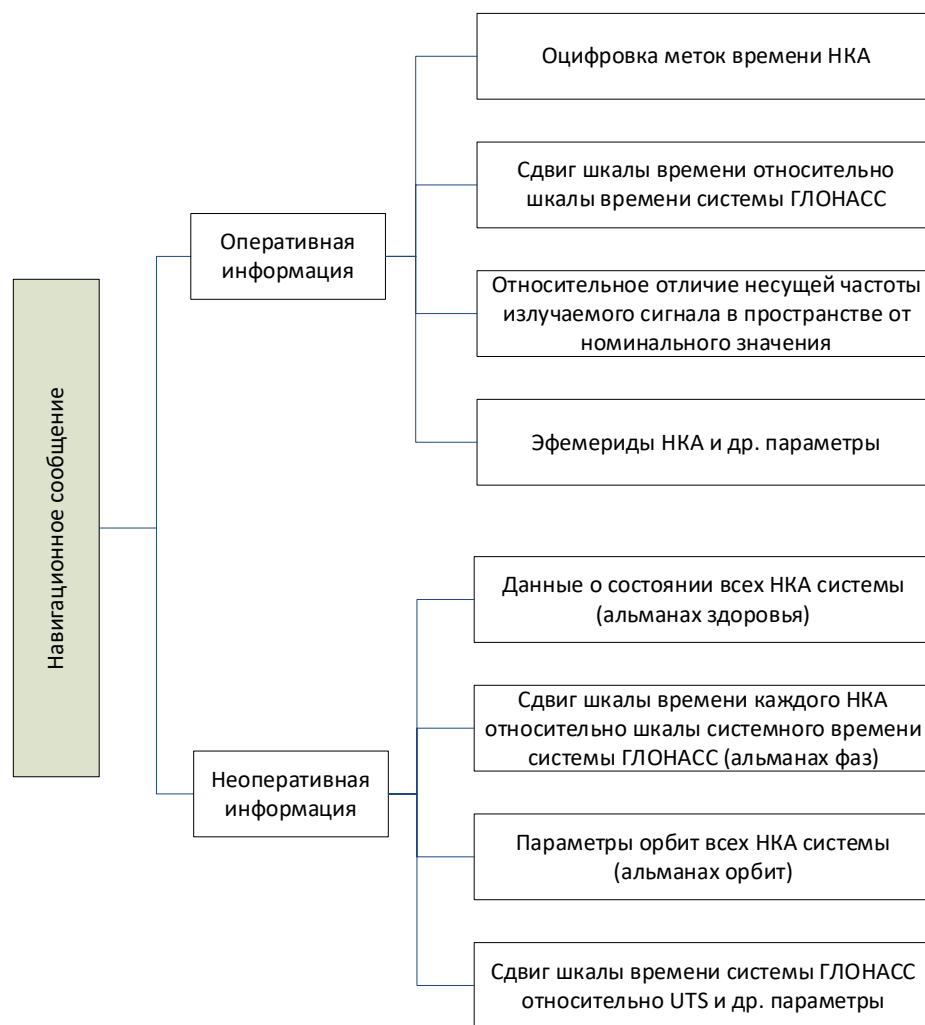 Навигационное сообщение
Оперативная
информация
Оцифровка меток времени НКА
Сдвиг шкалы времени относительно
шкалы времени системы ГЛОНАСС
Относительное отличие несущей частоты
излучаемого сигнала в пространстве от
номинального значения
Эфемериды НКА и др. параметры
Неоперативная
информация
Данные о состоянии всех НКА системы
(альманах здоровья)
Сдвиг шкалы времени каждого НКА
относительно шкалы системного времени
системы ГЛОНАСС (альманах фаз)
Параметры орбит всех НКА системы
(альманах орбит)
Сдвиг шкалы времени системы ГЛОНАСС
относительно UTS и др. параметры